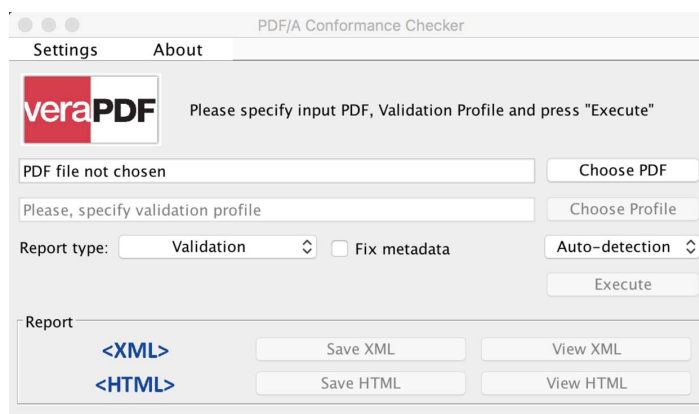 PDF/A Conformance Checker
Settings About
veraPDF
Please specify input PDF, Validation Profile and press "Execute"
PDF file not chosen Choose PDF
Please, specify validation profile Choose Profile
Report type: Validation Fix metadata Auto-detection
Execute
Report
<XML> Save XML View XML
<HTML> Save HTML View HTML